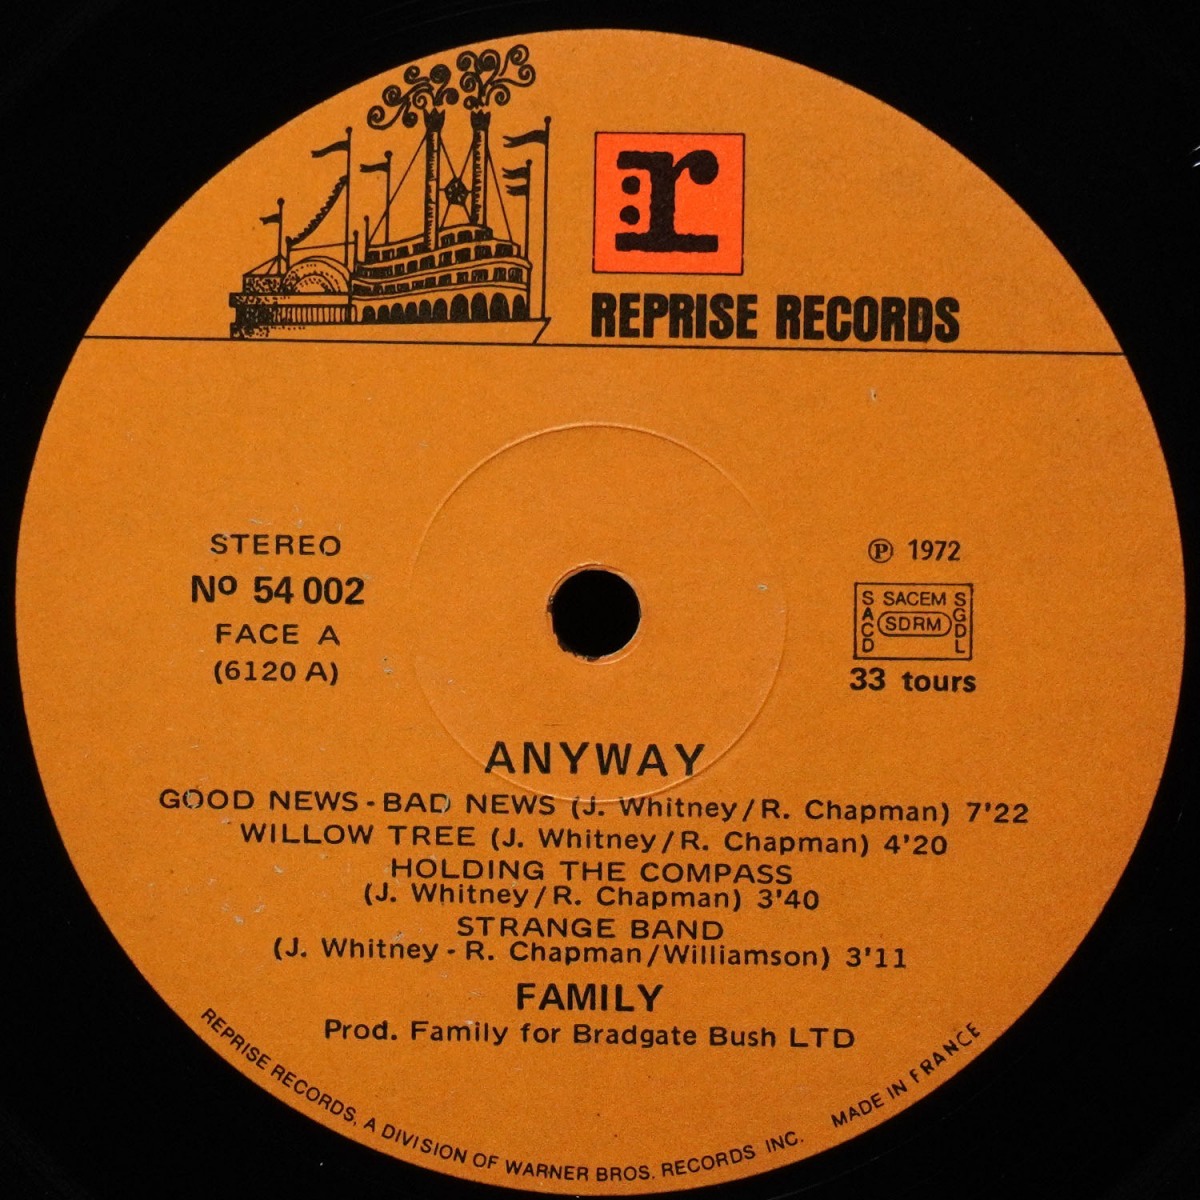 r:
REPRISE RECORDS
STEREO
Nº 54 002
FACE A
(6120 A)
℗ 1972
SACD SACEM SGDL
SDRM
33 tours
ANYWAY
GOOD NEWS - BAD NEWS (J. Whitney/R. Chapman) 7'22
WILLOW TREE (J. Whitney/R. Chapman) 4'20
HOLDING THE COMPASS
(J. Whitney/R. Chapman) 3'40
STRANGE BAND
(J. Whitney - R. Chapman/Williamson) 3'11
FAMILY
Prod. Family for Bradgate Bush LTD
REPRISE RECORDS, A DIVISION OF WARNER BROS. RECORDS INC. MADE IN FRANCE